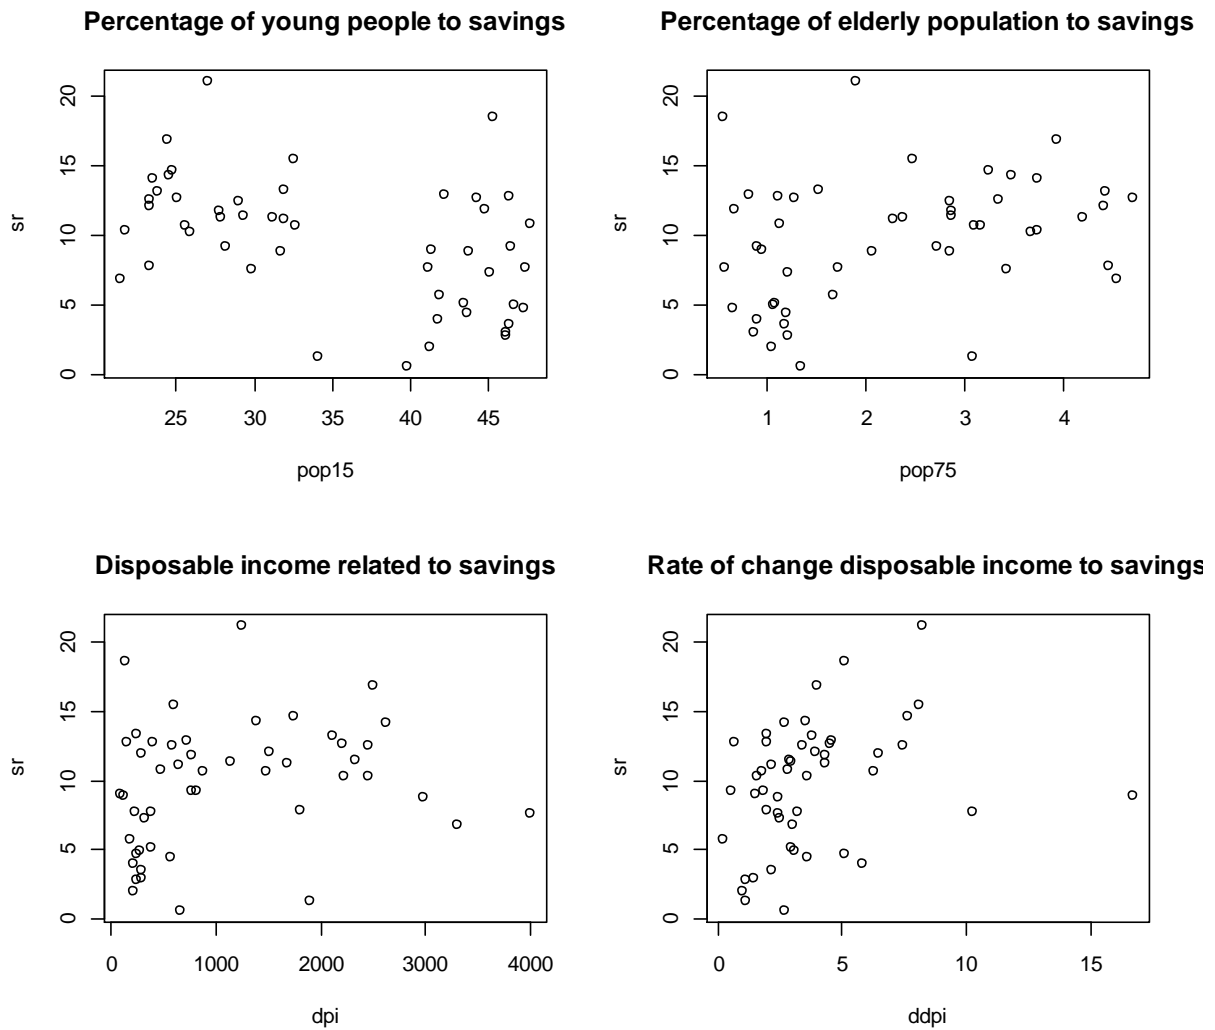 Percentage of young people to savings
sr
20
15
10
5
0
25 30 35 40 45
pop15
Percentage of elderly population to savings
sr
20
15
10
5
0
1 2 3 4
pop75
Disposable income related to savings
sr
20
15
10
5
0
0 1000 2000 3000 4000
dpi
Rate of change disposable income to savings
sr
20
15
10
5
0
0 5 10 15
ddpi